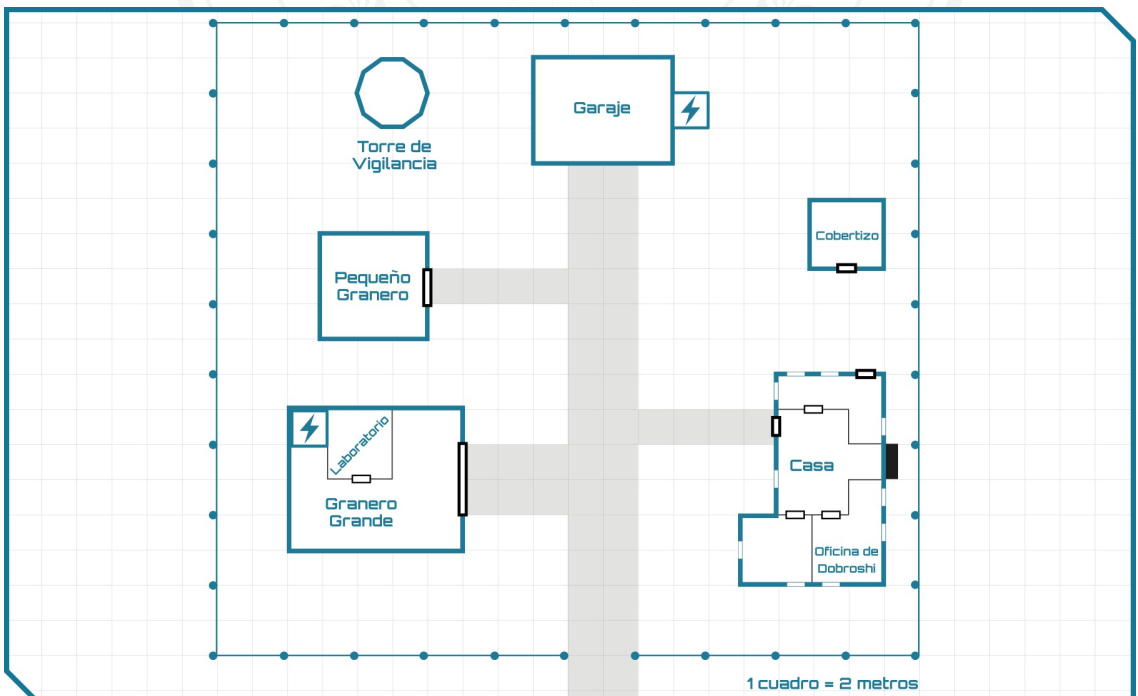 Garaje
Torre de
Vigilancia
Cobertizo
Pequeño
Granero
Laboratorio
Casa
Granero
Grande
Oficina de
Dobroshi
1 cuadro = 2 metros